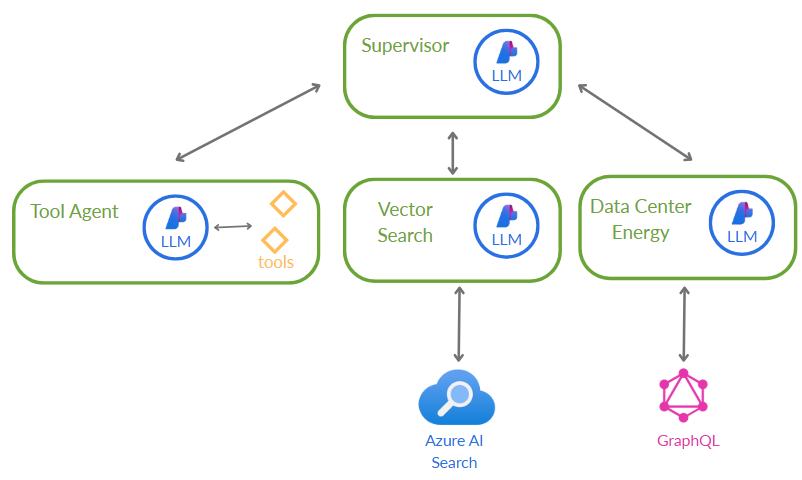 Supervisor
LLM
Tool Agent
LLM
tools
Vector
Search
LLM
Data Center
Energy
LLM
Azure AI
Search
GraphQL